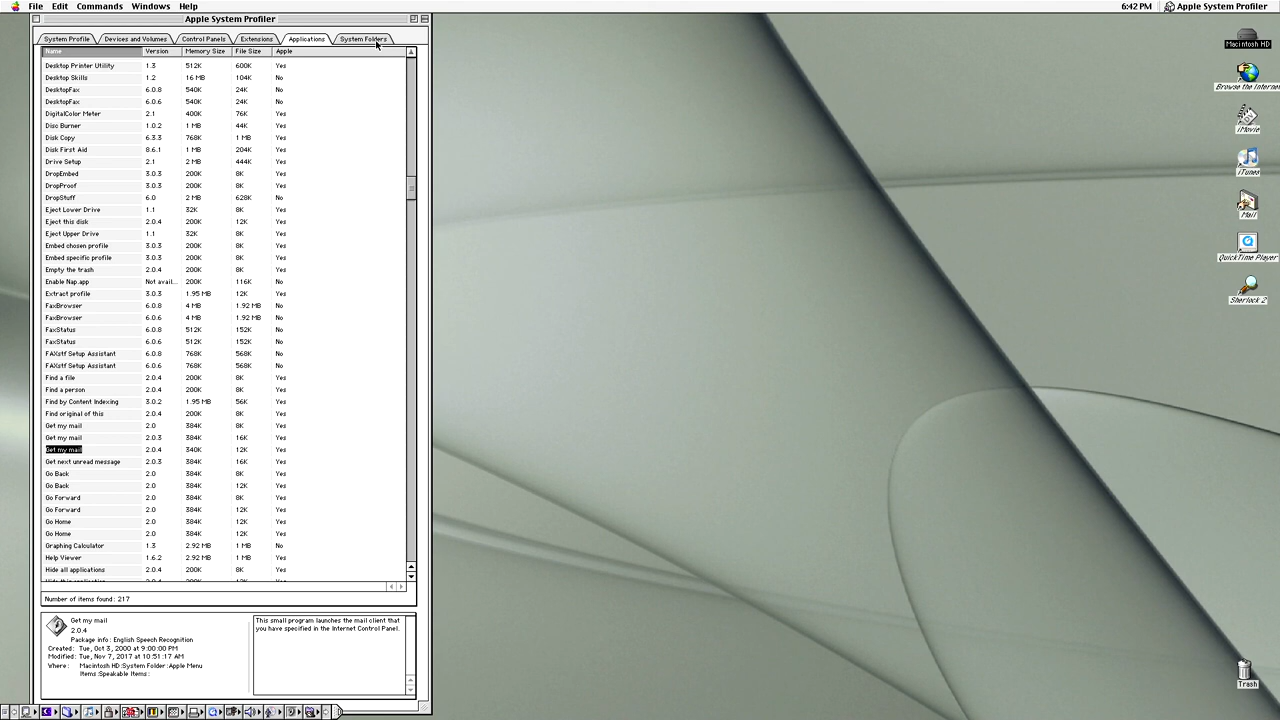 File Edit Commands Windows Help 6:42 PM Apple System Profiler
Apple System Profiler
System Profile Devices and Volumes Control Panels Extensions Applications System Folders
Name Version Memory Size File Size Apple
Desktop Printer Utility 1.3 512K 600K Yes
Desktop Skills 1.2 16 MB 104K No
DesktopFax 6.0.8 540K 24K No
DesktopFax 6.0.6 540K 24K No
DigitalColor Meter 2.1 400K 76K Yes
Disc Burner 1.0.2 1 MB 44K Yes
Disk Copy 6.3.3 768K 1 MB Yes
Disk First Aid 8.6.1 1 MB 204K Yes
Drive Setup 2.1 2 MB 444K Yes
DropEmbed 3.0.3 200K 8K Yes
DropProof 3.0.3 200K 8K Yes
DropStuff 6.0 2 MB 628K No
Eject Lower Drive 1.1 32K 8K Yes
Eject this disk 2.0.4 200K 12K Yes
Eject Upper Drive 1.1 32K 8K Yes
Embed chosen profile 3.0.3 200K 8K Yes
Embed specific profile 3.0.3 200K 8K Yes
Empty the trash 2.0.4 200K 8K Yes
Enable Nap.app Not avail... 200K 116K No
Extract profile 3.0.3 1.95 MB 12K Yes
FaxBrowser 6.0.8 4 MB 1.92 MB No
FaxBrowser 6.0.6 4 MB 1.92 MB No
FaxStatus 6.0.8 512K 152K No
FaxStatus 6.0.6 512K 152K No
FAXstf Setup Assistant 6.0.8 768K 568K No
FAXstf Setup Assistant 6.0.6 768K 568K No
Find a file 2.0.4 200K 8K Yes
Find a person 2.0.4 200K 8K Yes
Find by Content Indexing 3.0.2 1.95 MB 56K Yes
Find original of this 2.0.4 200K 8K Yes
Get my mail 2.0 384K 8K Yes
Get my mail 2.0.3 384K 16K Yes
Get my mail 2.0.4 340K 12K Yes
Get next unread message 2.0.3 384K 16K Yes
Go Back 2.0 384K 8K Yes
Go Back 2.0 384K 12K Yes
Go Forward 2.0 384K 8K Yes
Go Forward 2.0 384K 12K Yes
Go Home 2.0 384K 12K Yes
Go Home 2.0 384K 12K Yes
Graphing Calculator 1.3 2.92 MB 1 MB No
Help Viewer 1.6.2 2.92 MB 1 MB Yes
Hide all applications 2.0.4 200K 8K Yes
Number of items found: 217
Get my mail
2.0.4
Package info: English Speech Recognition
Created: Tue, Oct 3, 2000 at 9:00:00 PM
Modified: Tue, Nov 7, 2017 at 10:51:17 AM
Where: Macintosh HD:System Folder:Apple Menu
Items:Speakable Items:
This small program launches the mail client that
you have specified in the Internet Control Panel.
Macintosh HD
Browse the Internet
iMovie
iTunes
Mail
QuickTime Player
Sherlock 2
Trash